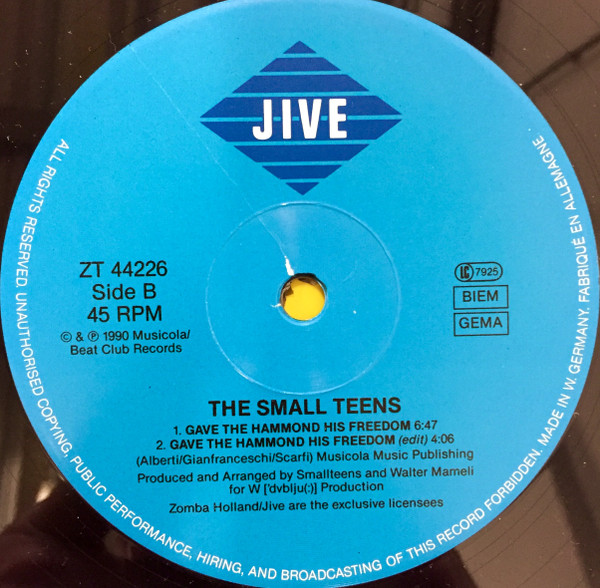 JIVE
ZT 44226
Side B
45 RPM
© & ℗ 1990 Musicola/
Beat Club Records
LC 7925
BIEM
GEMA
THE SMALL TEENS
1. GAVE THE HAMMOND HIS FREEDOM 6:47
2. GAVE THE HAMMOND HIS FREEDOM (edit) 4:06
(Alberti/Gianfranceschi/Scarfi) Musicola Music Publishing
Produced and Arranged by Smallteens and Walter Mameli
for W ['dvblju(:)] Production
Zomba Holland/Jive are the exclusive licensees
ALL RIGHTS RESERVED. UNAUTHORISED COPYING, PUBLIC PERFORMANCE, HIRING, AND BROADCASTING OF THIS RECORD FORBIDDEN. MADE IN W. GERMANY. FABRIQUÉ EN ALLEMAGNE